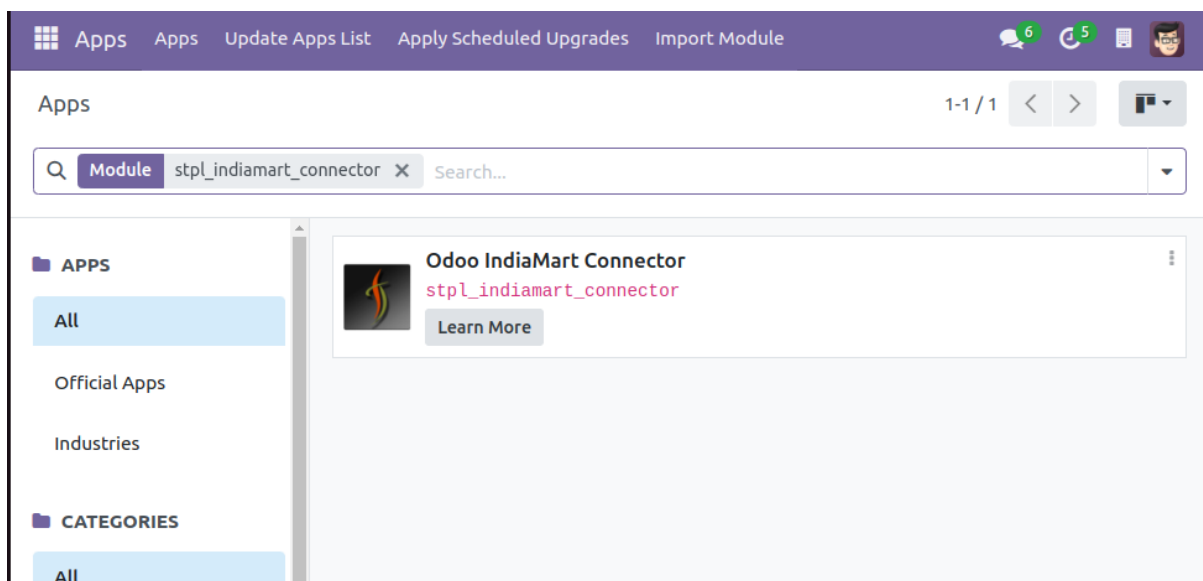 Apps Apps Update Apps List Apply Scheduled Upgrades Import Module 6 5
Apps 1-1 / 1
Module stpl_indiamart_connector Search...
APPS
All
Official Apps
Industries
CATEGORIES
All
Odoo IndiaMart Connector
stpl_indiamart_connector
Learn More